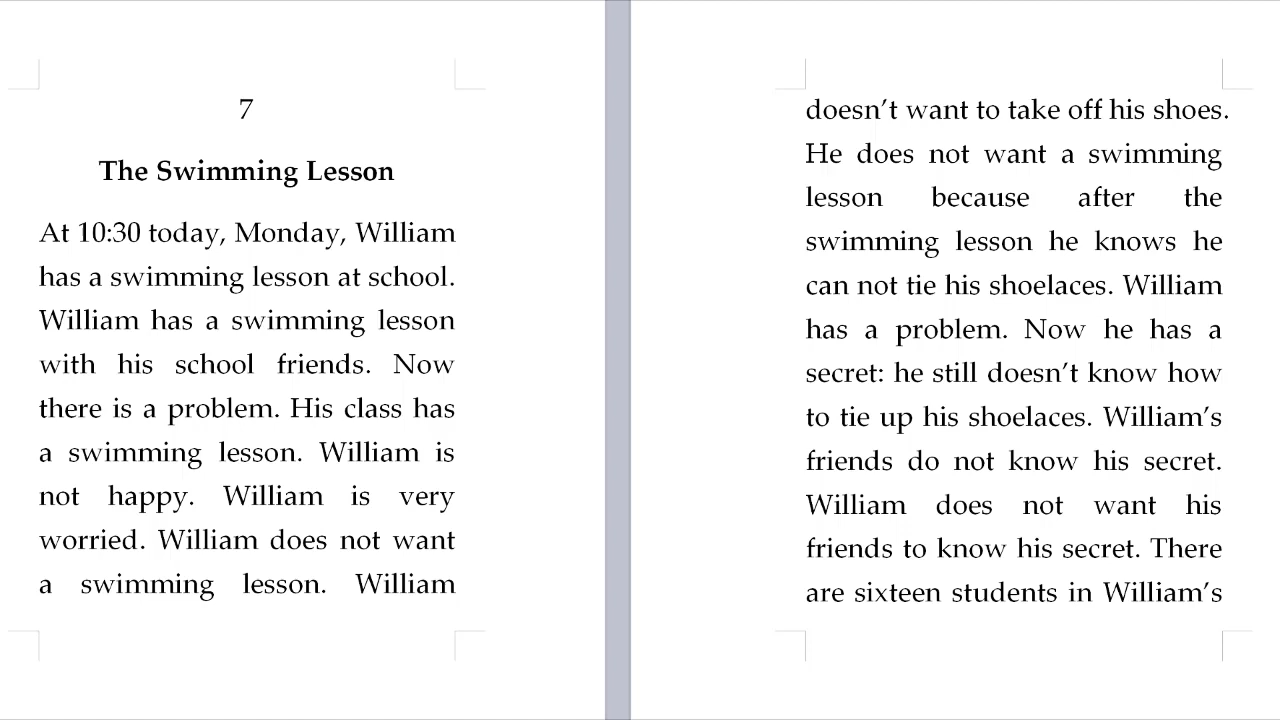 7
The Swimming Lesson
At 10:30 today, Monday, William
has a swimming lesson at school.
William has a swimming lesson
with his school friends. Now
there is a problem. His class has
a swimming lesson. William is
not happy. William is very
worried. William does not want
a swimming lesson. William
doesn’t want to take off his shoes.
He does not want a swimming
lesson because after the
swimming lesson he knows he
can not tie his shoelaces. William
has a problem. Now he has a
secret: he still doesn’t know how
to tie up his shoelaces. William’s
friends do not know his secret.
William does not want his
friends to know his secret. There
are sixteen students in William’s